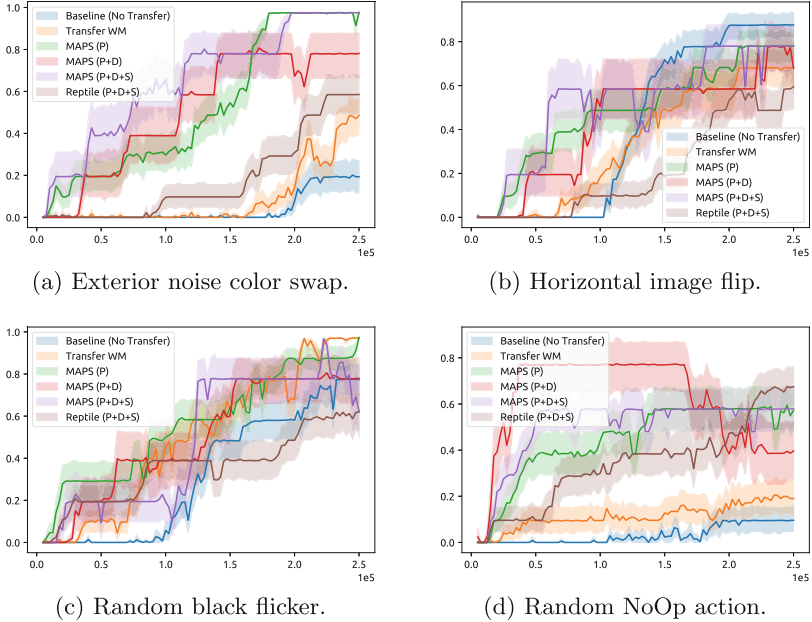 1.0
0.8
0.6
0.4
0.2
0.0
Baseline (No Transfer)
Transfer WM
MAPS (P)
MAPS (P+D)
MAPS (P+D+S)
Reptile (P+D+S)
0.0 0.5 1.0 1.5 2.0 2.5
1e5
(a) Exterior noise color swap.
0.8
0.6
0.4
0.2
0.0
Baseline (No Transfer)
Transfer WM
MAPS (P)
MAPS (P+D)
MAPS (P+D+S)
Reptile (P+D+S)
0.0 0.5 1.0 1.5 2.0 2.5
1e5
(b) Horizontal image flip.
1.0
0.8
0.6
0.4
0.2
0.0
Baseline (No Transfer)
Transfer WM
MAPS (P)
MAPS (P+D)
MAPS (P+D+S)
Reptile (P+D+S)
0.0 0.5 1.0 1.5 2.0 2.5
1e5
(c) Random black flicker.
0.8
0.6
0.4
0.2
0.0
Baseline (No Transfer)
Transfer WM
MAPS (P)
MAPS (P+D)
MAPS (P+D+S)
Reptile (P+D+S)
0.0 0.5 1.0 1.5 2.0 2.5
1e5
(d) Random NoOp action.